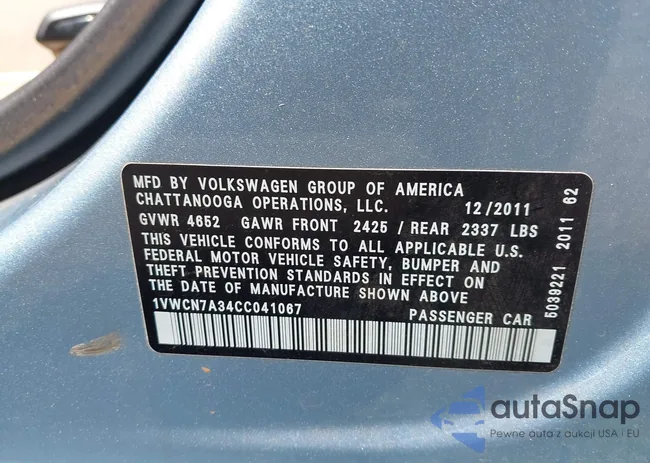 MFD BY VOLKSWAGEN GROUP OF AMERICA
CHATTANOOGA OPERATIONS, LLC. 12/2011
GVWR 4652 GAWR FRONT 2425 / REAR 2337 LBS
THIS VEHICLE CONFORMS TO ALL APPLICABLE U.S.
FEDERAL MOTOR VEHICLE SAFETY, BUMPER AND
THEFT PREVENTION STANDARDS IN EFFECT ON
THE DATE OF MANUFACTURE SHOWN ABOVE
1VWCN7A34CC041067 PASSENGER CAR
5039221 2011 62
autaSnap
Pewne auta z aukcji USA i EU